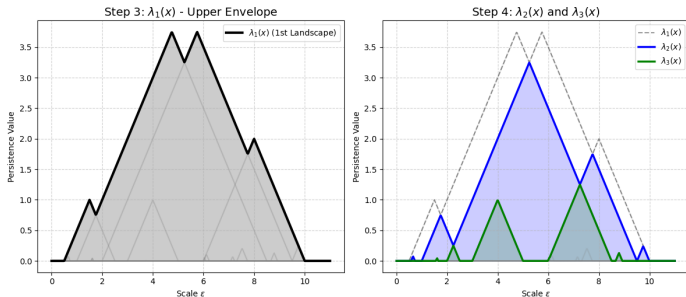 Step 3: λ₁(x) - Upper Envelope
λ₁(x) (1st Landscape)
Persistence Value
3.5
3.0
2.5
2.0
1.5
1.0
0.5
0.0
0 2 4 6 8 10
Scale ε
Step 4: λ₂(x) and λ₃(x)
λ₁(x)
λ₂(x)
λ₃(x)
Persistence Value
3.5
3.0
2.5
2.0
1.5
1.0
0.5
0.0
0 2 4 6 8 10
Scale ε